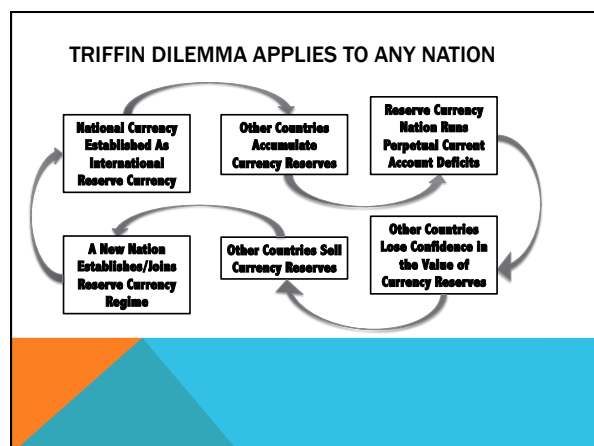 TRIFFIN DILEMMA APPLIES TO ANY NATION
National Currency
Established As
International
Reserve Currency
Other Countries
Accumulate
Currency Reserves
Reserve Currency
Nation Runs
Perpetual Current
Account Deficits
Other Countries
Lose Confidence in
the Value of
Currency Reserves
Other Countries Sell
Currency Reserves
A New Nation
Establishes/Joins
Reserve Currency
Regime